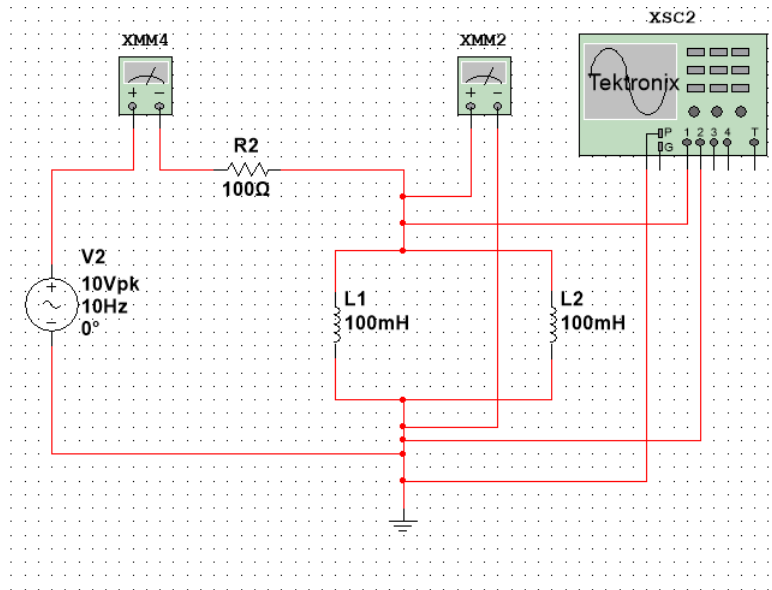 XSC2
XMM4
XMM2
Tektronix
+ −
+ −
P 1 2 3 4 T
G
R2
100Ω
V2
10Vpk
10Hz
0°
+
−
L1
100mH
L2
100mH